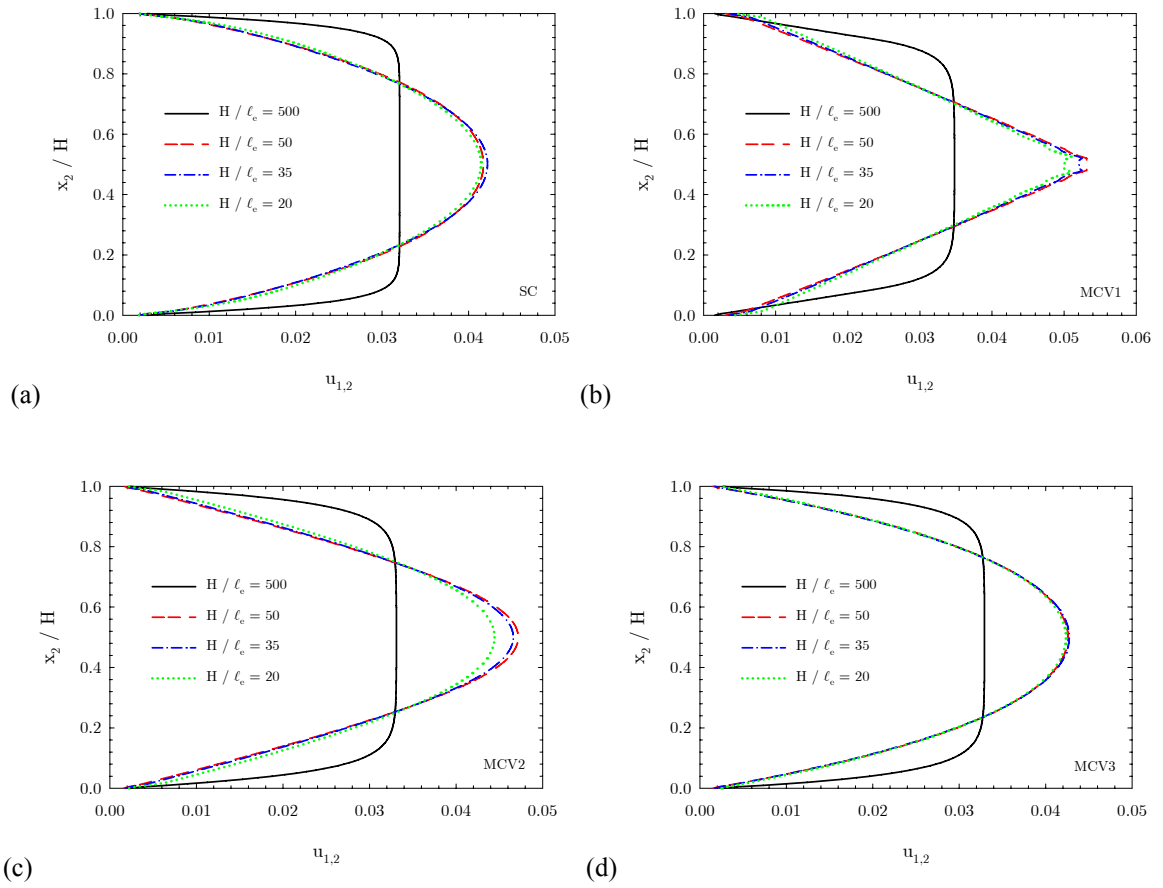 1.0
0.8
0.6
0.4
0.2
0.0
x2 / H
H / ℓe = 500
H / ℓe = 50
H / ℓe = 35
H / ℓe = 20
SC
0.00 0.01 0.02 0.03 0.04 0.05
u1,2
(a)
1.0
0.8
0.6
0.4
0.2
0.0
x2 / H
H / ℓe = 500
H / ℓe = 50
H / ℓe = 35
H / ℓe = 20
MCV1
0.00 0.01 0.02 0.03 0.04 0.05 0.06
u1,2
(b)
1.0
0.8
0.6
0.4
0.2
0.0
x2 / H
H / ℓe = 500
H / ℓe = 50
H / ℓe = 35
H / ℓe = 20
MCV2
0.00 0.01 0.02 0.03 0.04 0.05
u1,2
(c)
1.0
0.8
0.6
0.4
0.2
0.0
x2 / H
H / ℓe = 500
H / ℓe = 50
H / ℓe = 35
H / ℓe = 20
MCV3
0.00 0.01 0.02 0.03 0.04 0.05
u1,2
(d)